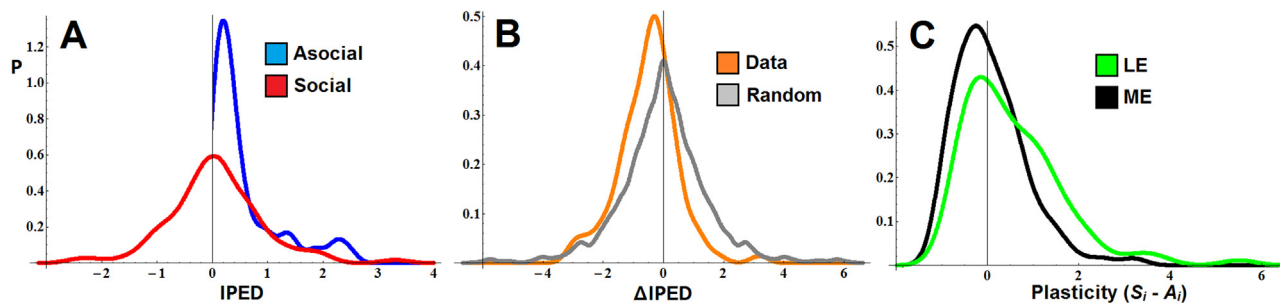 A
P
1.2
1.0
0.8
0.6
0.4
0.2
Asocial
Social
−2
−1
0
1
2
3
4
IPED
B
0.5
0.4
0.3
0.2
0.1
Data
Random
−4
−2
0
2
4
6
ΔIPED
C
0.5
0.4
0.3
0.2
0.1
LE
ME
0
2
4
6
Plasticity (Si - Ai)